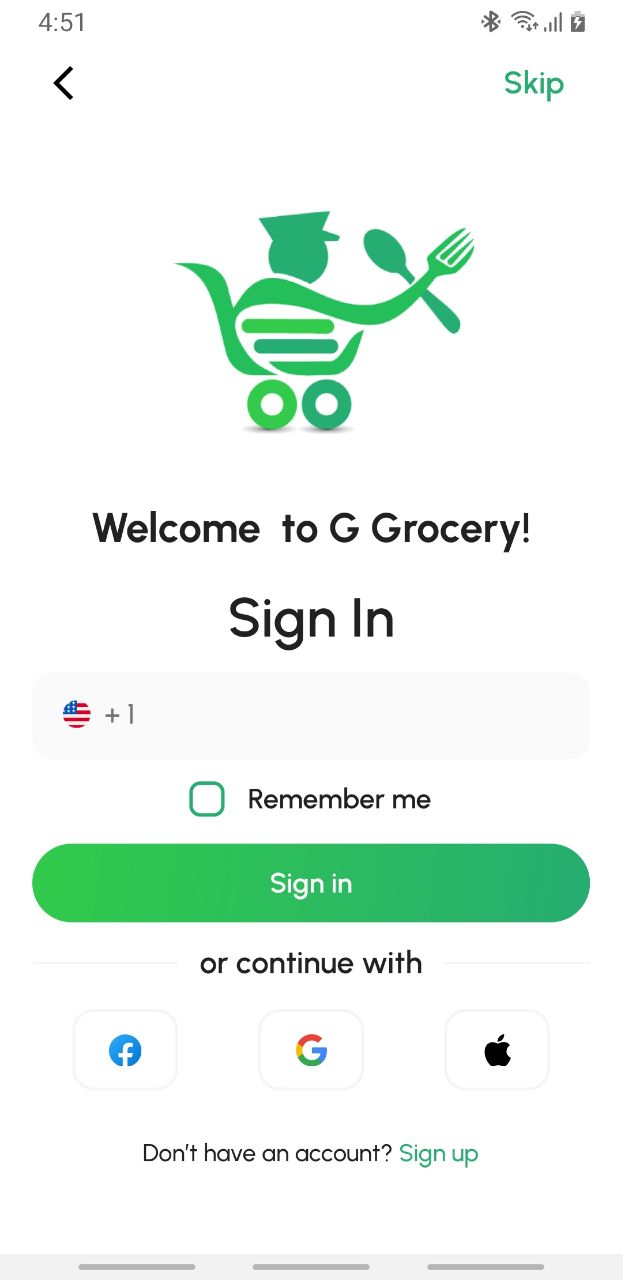 4:51
Skip
Welcome  to G Grocery!
Sign In
+ 1
Remember me
Sign in
or continue with
Don't have an account? Sign up